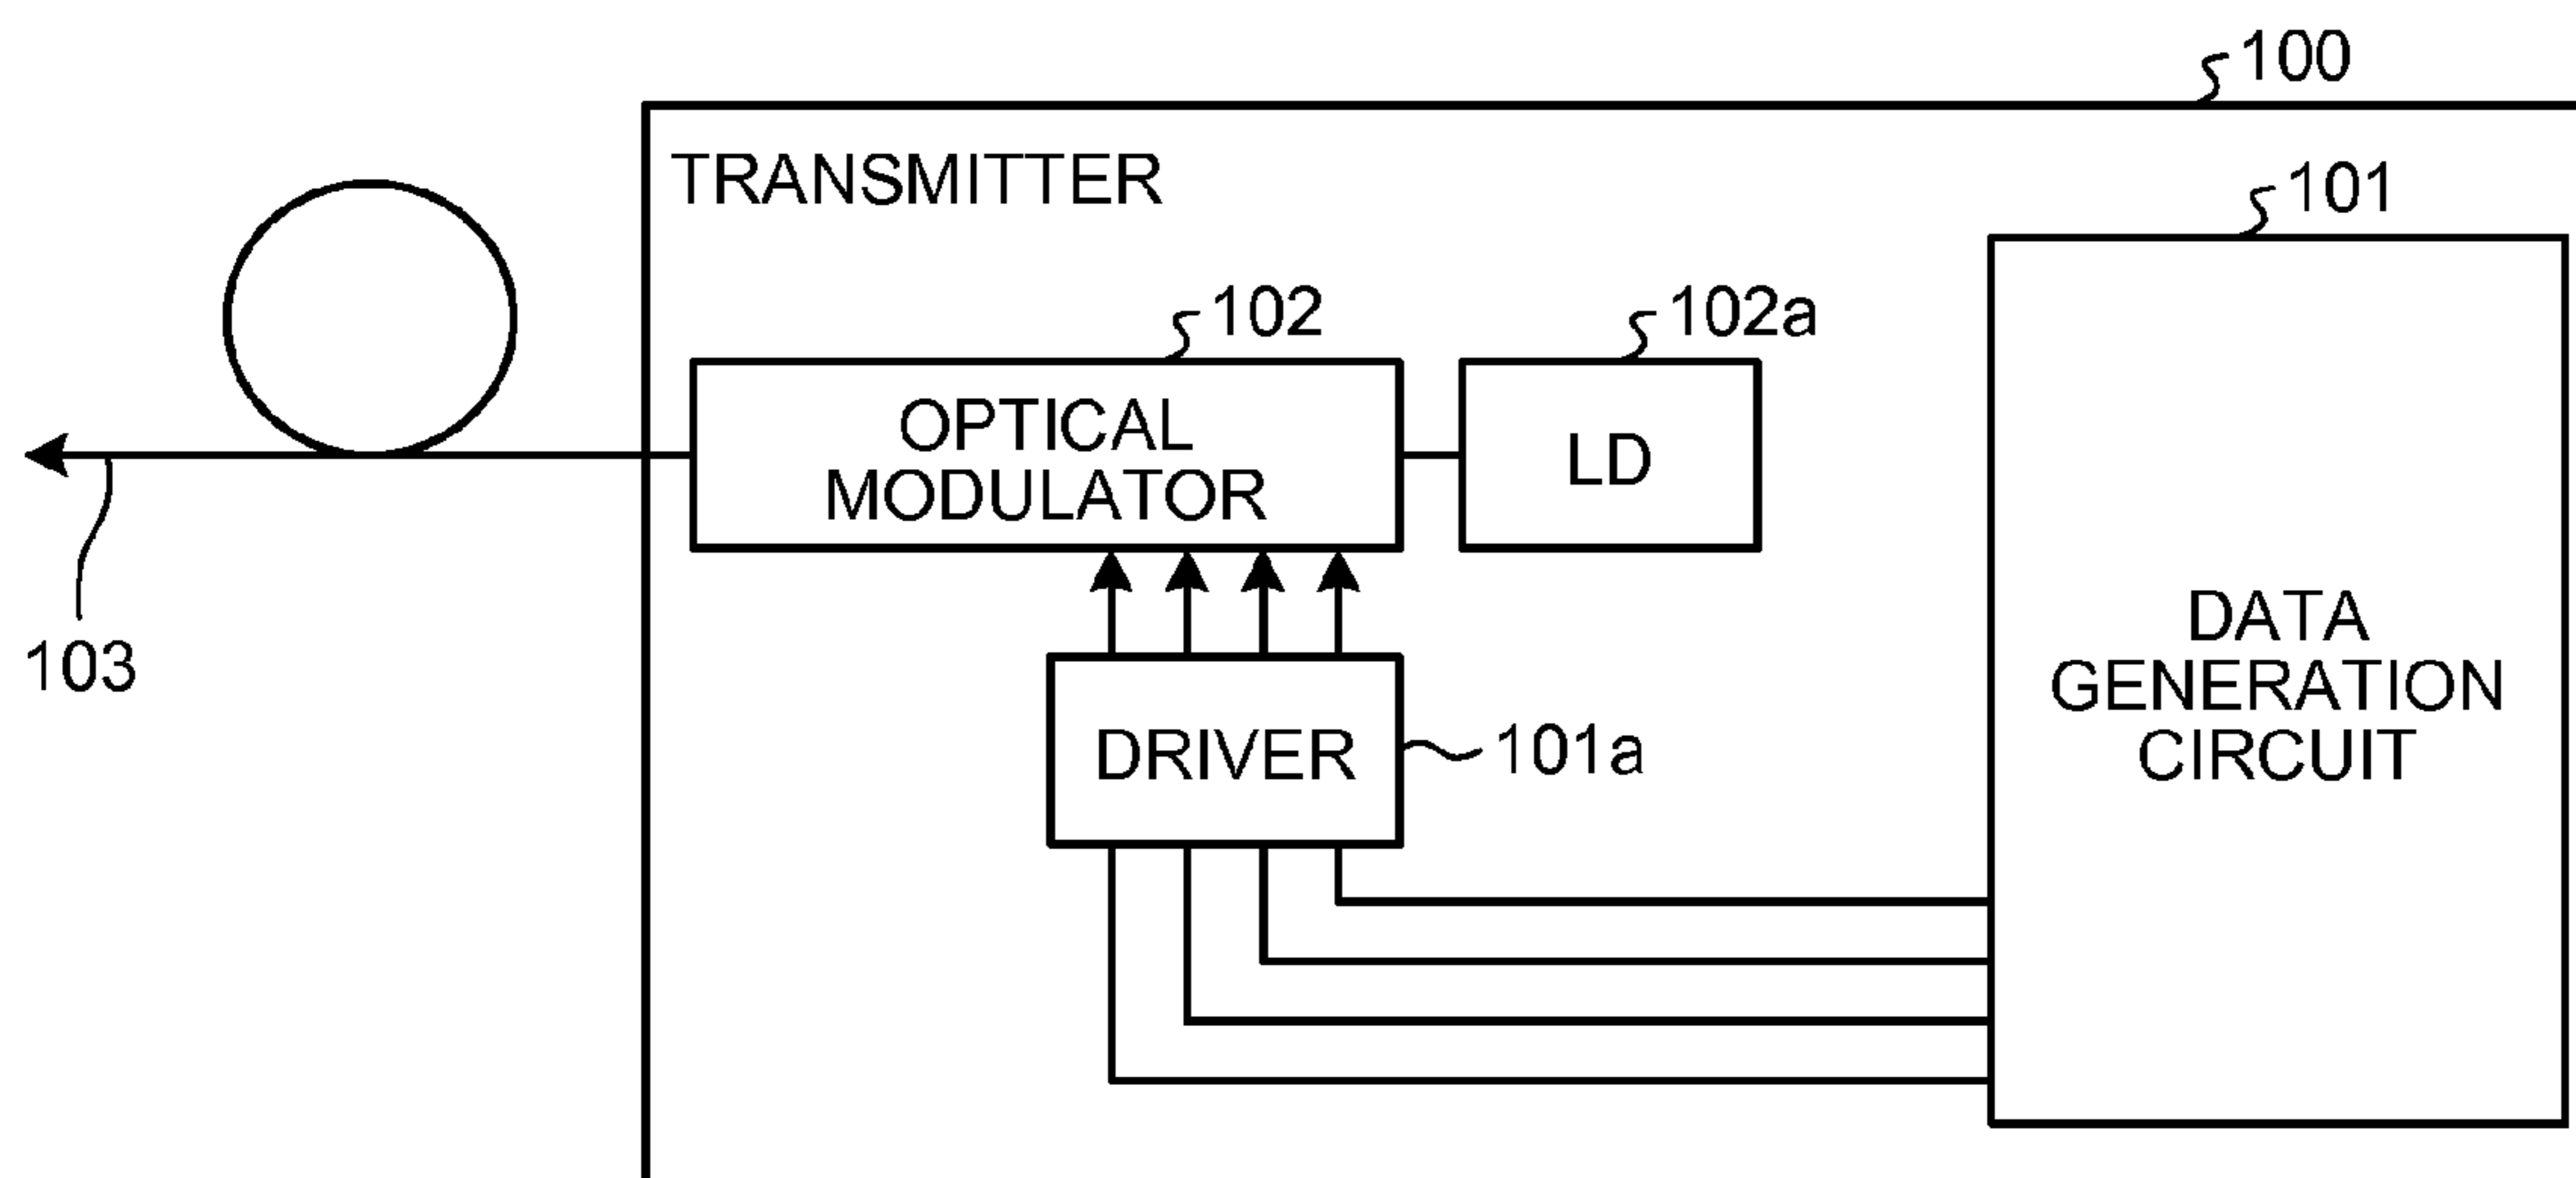 100
TRANSMITTER
101
102
102a
OPTICAL
MODULATOR
LD
DATA
GENERATION
CIRCUIT
103
DRIVER
101a